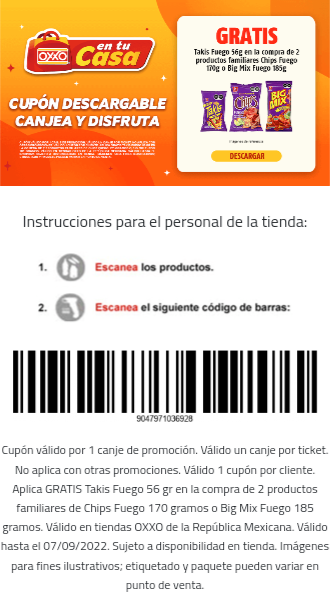 en tu
OXXO Casa
CUPÓN DESCARGABLE
CANJEA Y DISFRUTA
GRATIS
Takis Fuego 56g en la compra de 2
productos familiares Chips Fuego
170g o Big Mix Fuego 185g
DESCARGAR
Instrucciones para el personal de la tienda:
1. Escanea los productos.
2. Escanea el siguiente código de barras:
9047971036928
Cupón válido por 1 canje de promoción. Válido un canje por ticket.
No aplica con otras promociones. Válido 1 cupón por cliente.
Aplica GRATIS Takis Fuego 56 gr en la compra de 2 productos
familiares de Chips Fuego 170 gramos o Big Mix Fuego 185
gramos. Válido en tiendas OXXO de la República Mexicana. Válido
hasta el 07/09/2022. Sujeto a disponibilidad en tienda. Imágenes
para fines ilustrativos; etiquetado y paquete pueden variar en
punto de venta.